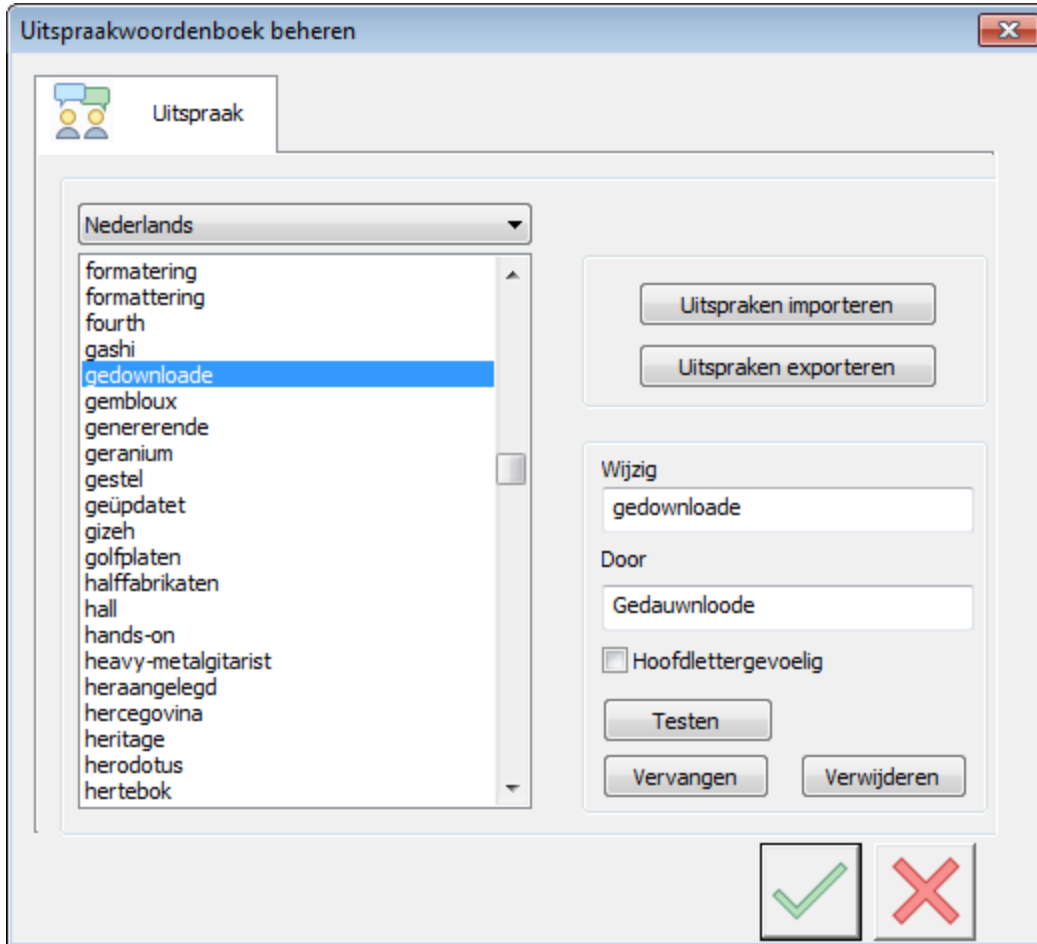 Uitspraakwoordenboek beheren
Uitspraak
Nederlands
formatering
formattering
fourth
gashi
gedownloade
gembloux
genererende
geranium
gestel
geüpdatet
gizeh
golfplaten
halffabrikaten
hall
hands-on
heavy-metalgitarist
heraangelegd
hercegovina
heritage
herodotus
hertebok
Uitspraken importeren
Uitspraken exporteren
Wijzig
gedownloade
Door
Gedauwnloode
Hoofdlettergevoelig
Testen
Vervangen
Verwijderen